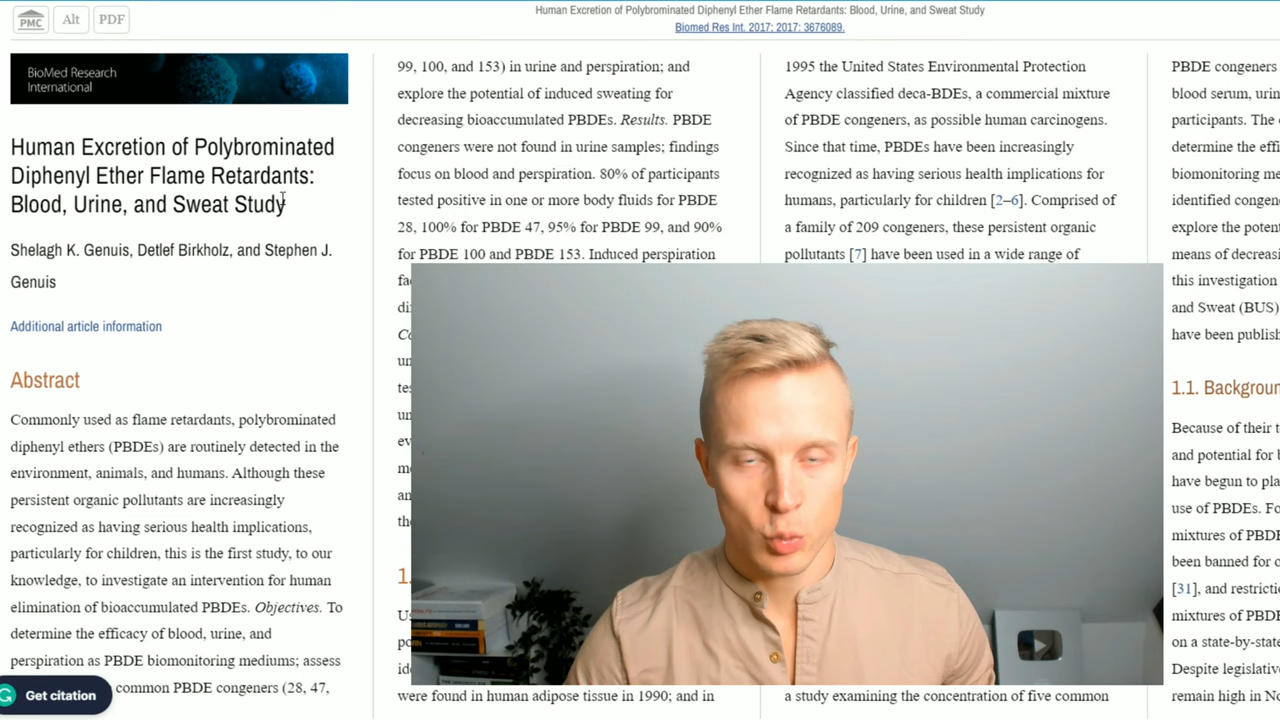 PMC
Alt
PDF
Human Excretion of Polybrominated Diphenyl Ether Flame Retardants: Blood, Urine, and Sweat Study
Biomed Res Int. 2017; 2017: 3676089.
BioMed Research
International
Human Excretion of Polybrominated
Diphenyl Ether Flame Retardants:
Blood, Urine, and Sweat Study
Shelagh K. Genuis, Detlef Birkholz, and Stephen J.
Genuis
Additional article information
Abstract
Commonly used as flame retardants, polybrominated
diphenyl ethers (PBDEs) are routinely detected in the
environment, animals, and humans. Although these
persistent organic pollutants are increasingly
recognized as having serious health implications,
particularly for children, this is the first study, to our
knowledge, to investigate an intervention for human
elimination of bioaccumulated PBDEs. Objectives. To
determine the efficacy of blood, urine, and
perspiration as PBDE biomonitoring mediums; assess
common PBDE congeners (28, 47,
Get citation
99, 100, and 153) in urine and perspiration; and
explore the potential of induced sweating for
decreasing bioaccumulated PBDEs. Results. PBDE
congeners were not found in urine samples; findings
focus on blood and perspiration. 80% of participants
tested positive in one or more body fluids for PBDE
28, 100% for PBDE 47, 95% for PBDE 99, and 90%
for PBDE 100 and PBDE 153. Induced perspiration
were found in human adipose tissue in 1990; and in
1995 the United States Environmental Protection
Agency classified deca-BDEs, a commercial mixture
of PBDE congeners, as possible human carcinogens.
Since that time, PBDEs have been increasingly
recognized as having serious health implications for
humans, particularly for children [2–6]. Comprised of
a family of 209 congeners, these persistent organic
pollutants [7] have been used in a wide range of
a study examining the concentration of five common
PBDE congeners
blood serum, urin
participants. The
determine the effi
biomonitoring me
identified congen
explore the poten
means of decreasi
this investigation
and Sweat (BUS)
have been publish
1.1. Backgroun
Because of their t
and potential for b
have begun to pla
use of PBDEs. Fo
mixtures of PBDE
been banned for c
[31], and restricti
mixtures of PBDE
on a state-by-state
Despite legislativ
remain high in No